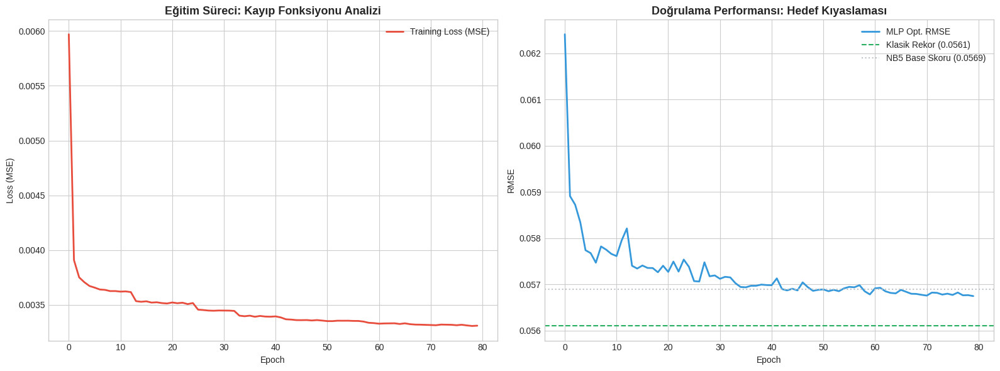 Eğitim Süreci: Kayıp Fonksiyonu Analizi
Training Loss (MSE)
0.0060
0.0055
0.0050
0.0045
0.0040
0.0035
Loss (MSE)
0 10 20 30 40 50 60 70 80
Epoch
Doğrulama Performansı: Hedef Kıyaslaması
MLP Opt. RMSE
Klasik Rekor (0.0561)
NB5 Base Skoru (0.0569)
0.062
0.061
0.060
0.059
0.058
0.057
0.056
RMSE
0 10 20 30 40 50 60 70 80
Epoch